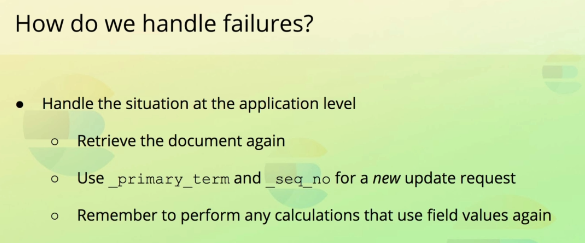 How do we handle failures?
● Handle the situation at the application level
○ Retrieve the document again
○ Use _primary_term and _seq_no for a new update request
○ Remember to perform any calculations that use field values again